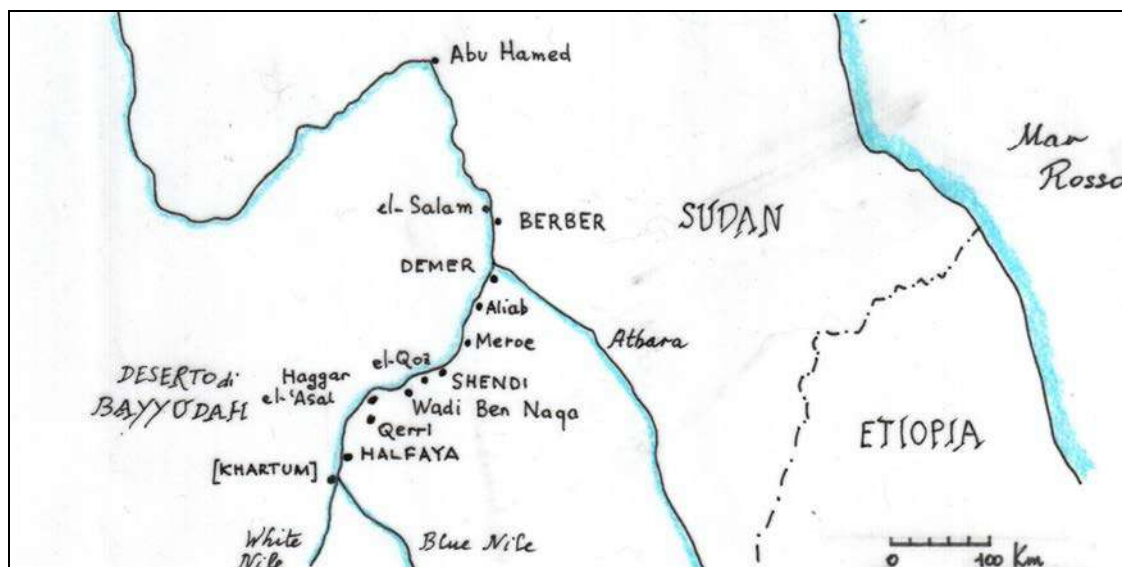 Abu Hamed
Mar
Rosso
el-Salam
BERBER
SUDAN
DEMER
Aliab
Atbara
Meroe
el-Qoz
DESERTO di
BAYYUDAH
Haggar
el-'Asal
SHENDI
Wadi Ben Naqa
Qerri
ETIOPIA
HALFAYA
[KHARTUM]
White
Nile
Blue Nile
0 100 Km